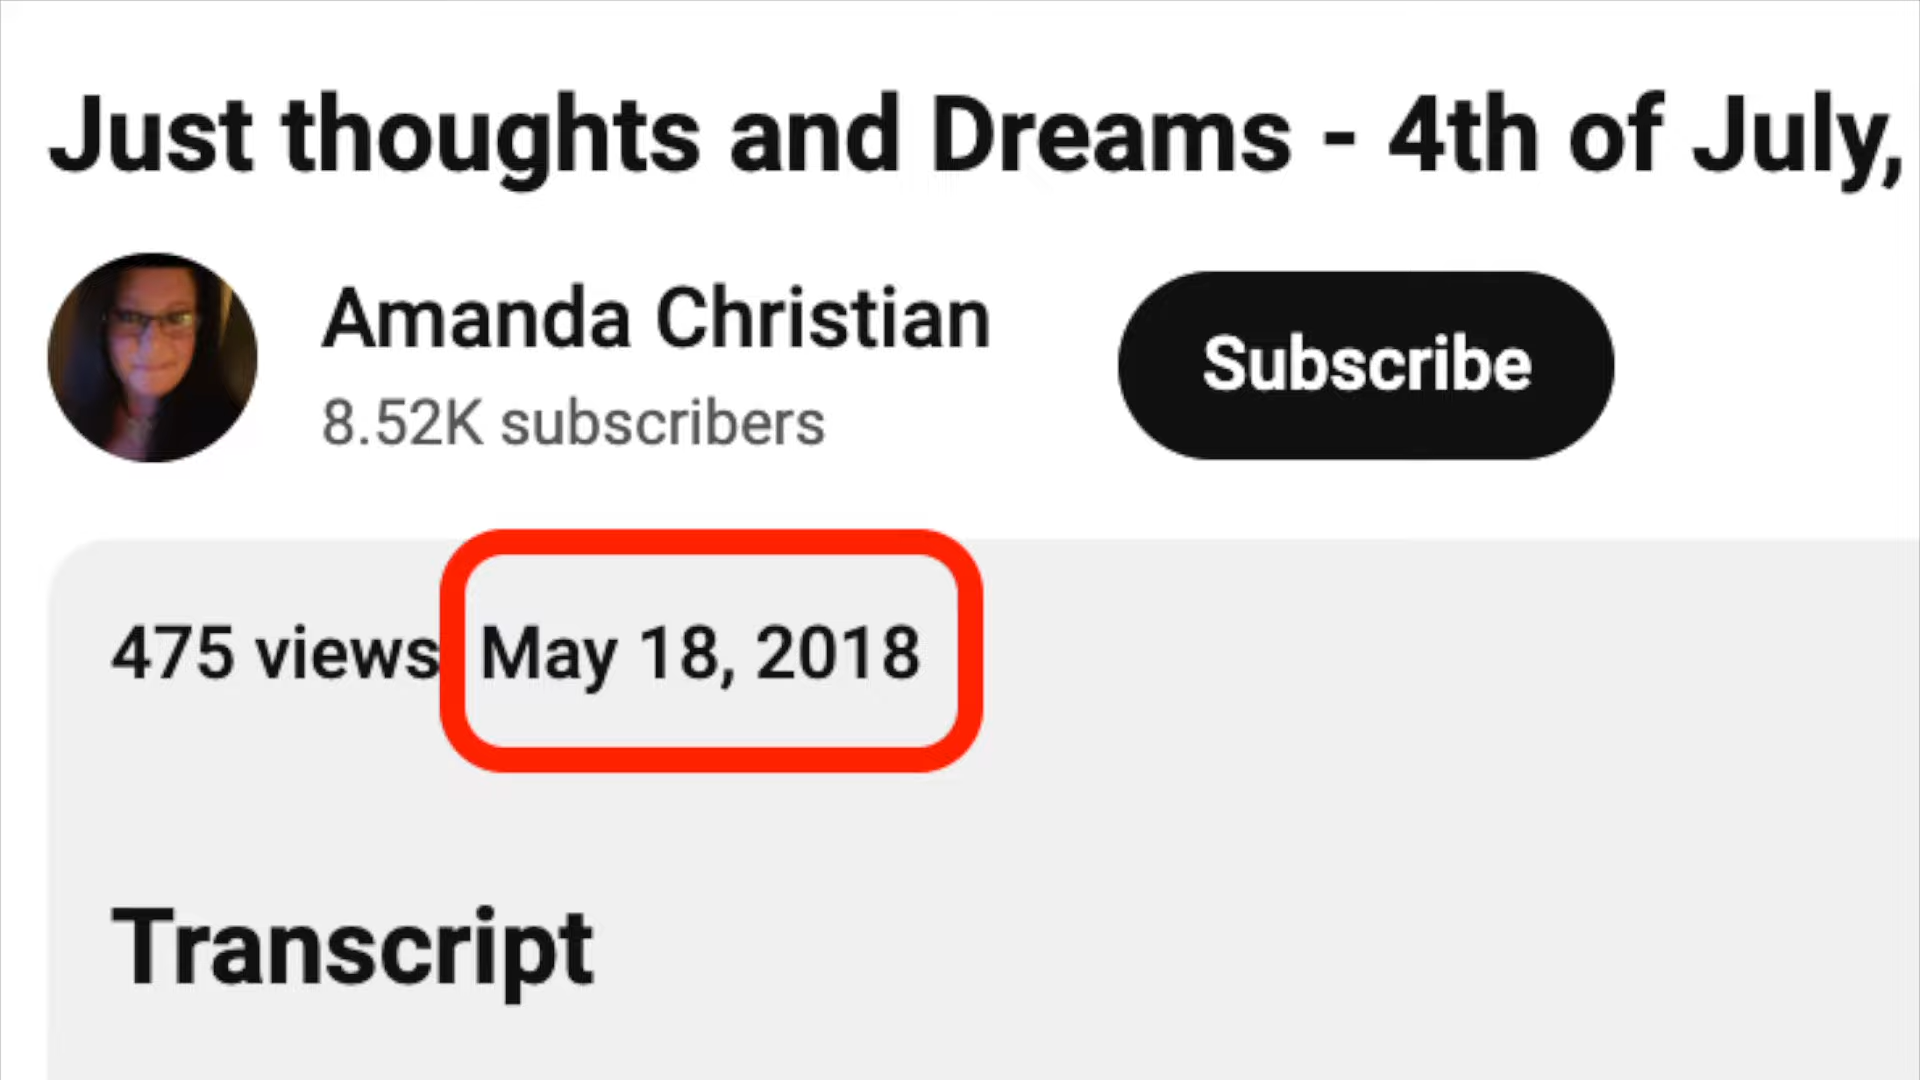 Just thoughts and Dreams - 4th of July,
Amanda Christian
8.52K subscribers
Subscribe
475 views May 18, 2018
Transcript